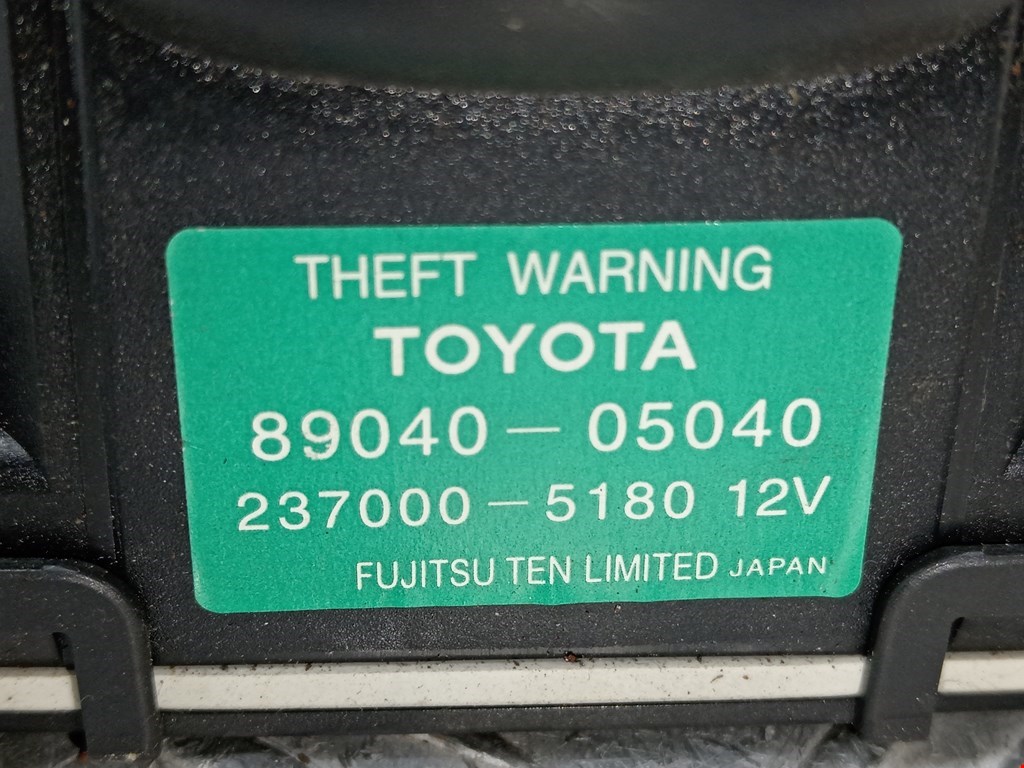 THEFT WARNING
TOYOTA
89040-05040
237000-5180 12V
FUJITSU TEN LIMITED JAPAN